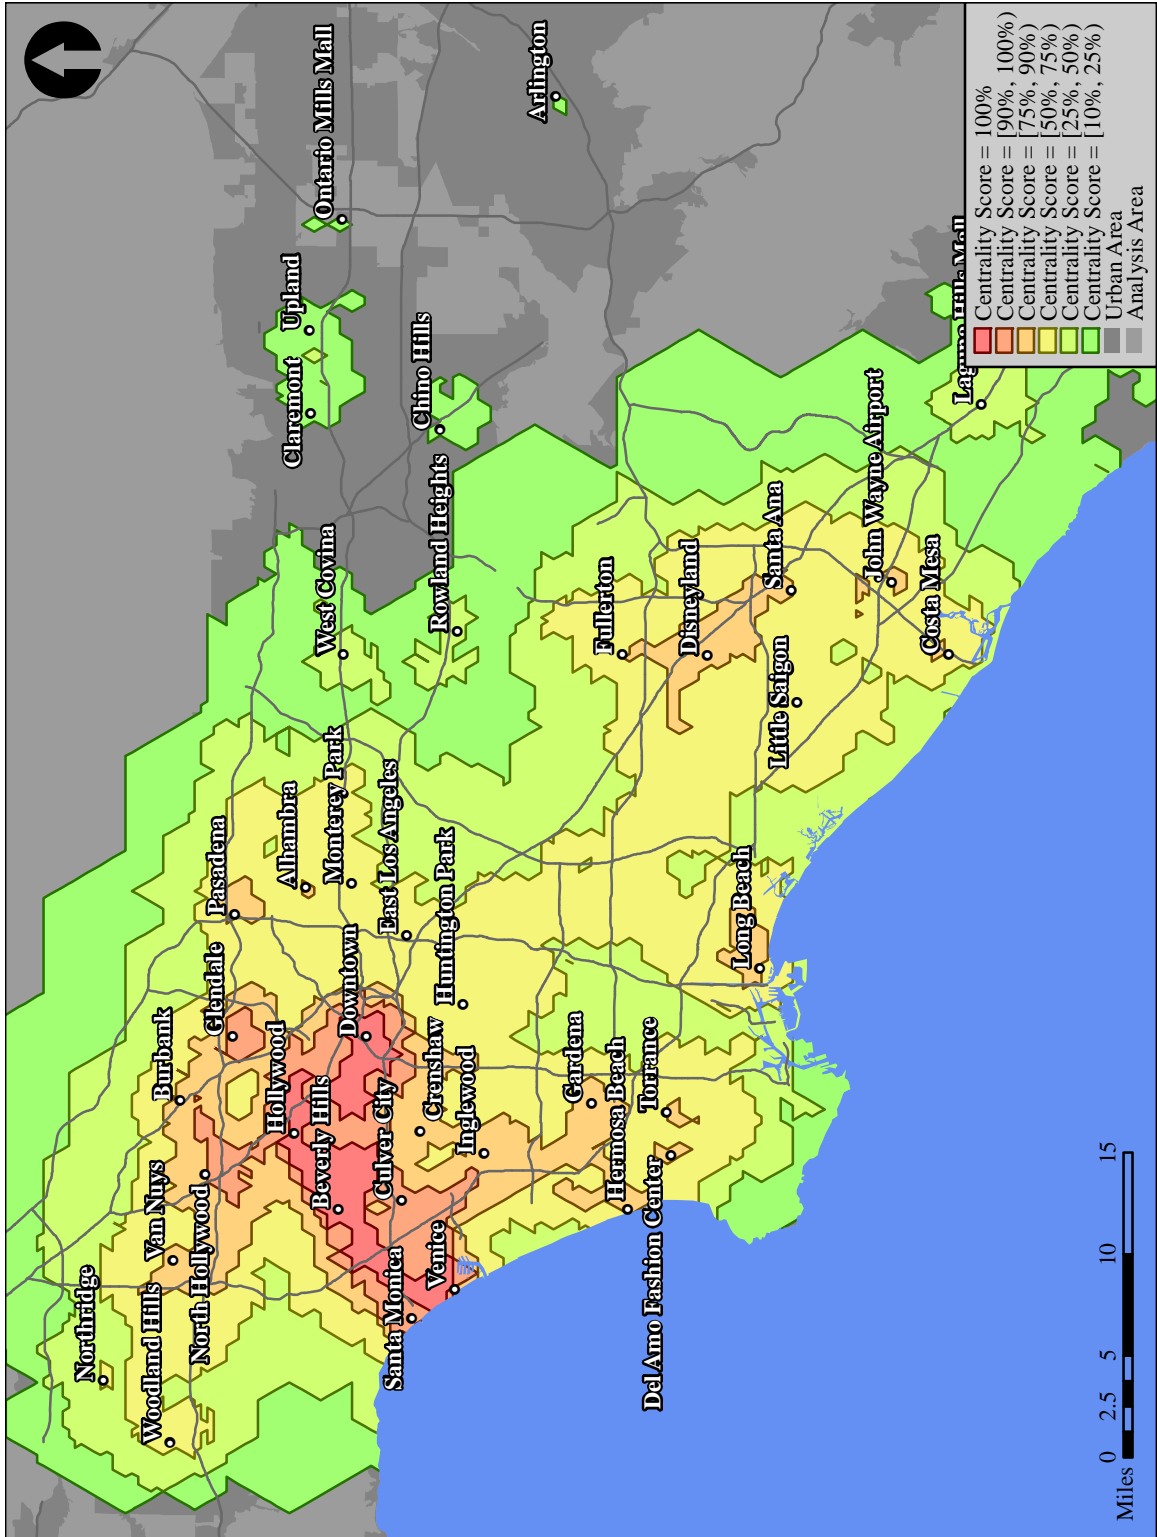 Northridge
Woodland Hills
Van Nuys
North Hollywood
Burbank
Glendale
Pasadena
Hollywood
Alhambra
Monterey Park
West Covina
Claremont
Upland
Ontario Mills Mall
Beverly Hills
Downtown
East Los Angeles
Santa Monica
Culver City
Venice
Crenshaw
Inglewood
Huntington Park
Rowland Heights
Chino Hills
Arlington
Gardena
Hermosa Beach
Torrance
Del Amo Fashion Center
Fullerton
Disneyland
Long Beach
Little Saigon
Santa Ana
John Wayne Airport
Costa Mesa
Laguna Hills Mall
Centrality Score = 100%
Centrality Score = [90%, 100%)
Centrality Score = [75%, 90%)
Centrality Score = [50%, 75%)
Centrality Score = [25%, 50%)
Centrality Score = [10%, 25%)
Urban Area
Analysis Area
0 2.5 5 10 15
Miles